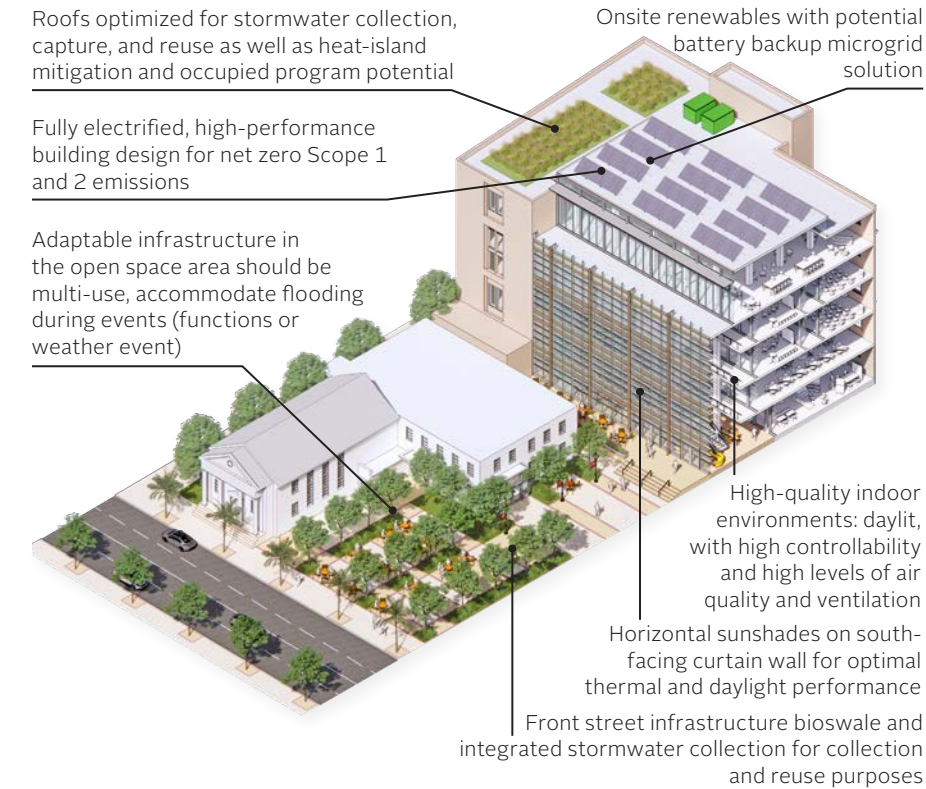 Roofs optimized for stormwater collection,
capture, and reuse as well as heat-island
mitigation and occupied program potential
Onsite renewables with potential
battery backup microgrid
solution
Fully electrified, high-performance
building design for net zero Scope 1
and 2 emissions
Adaptable infrastructure in
the open space area should be
multi-use, accommodate flooding
during events (functions or
weather event)
High-quality indoor
environments: daylit,
with high controllability
and high levels of air
quality and ventilation
Horizontal sunshades on south-
facing curtain wall for optimal
thermal and daylight performance
Front street infrastructure bioswale and
integrated stormwater collection for collection
and reuse purposes